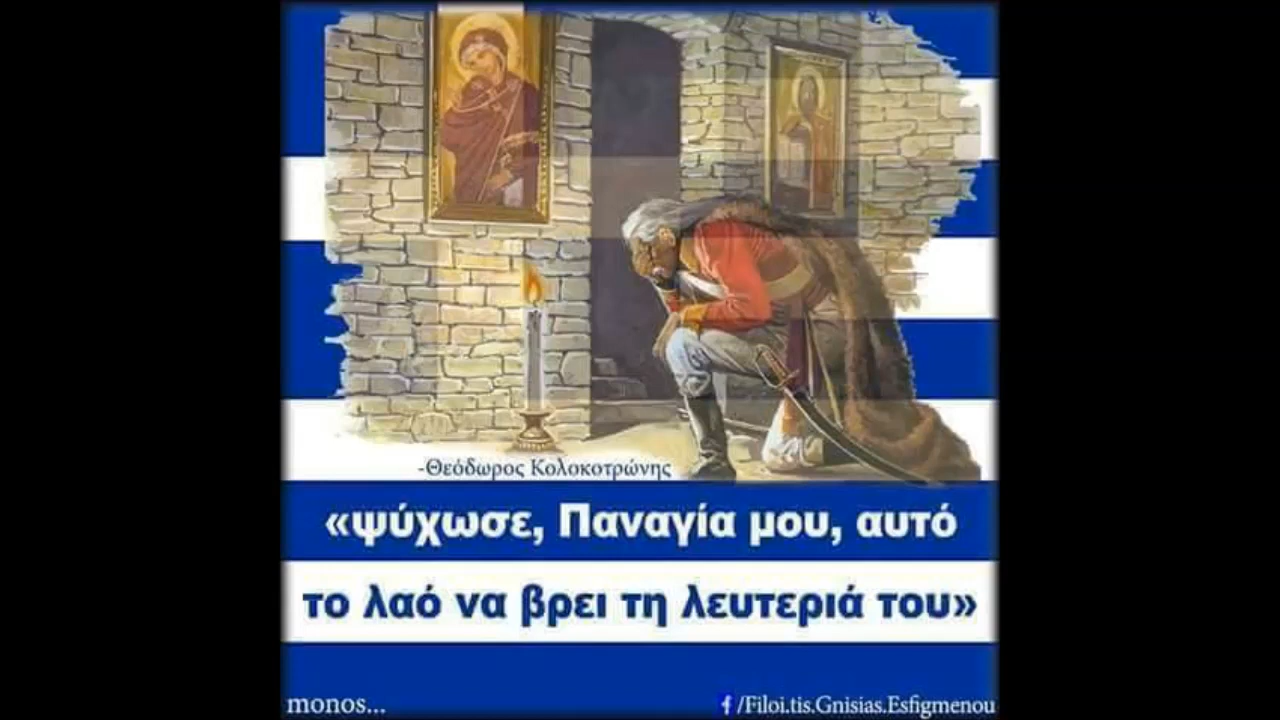 -Θεόδωρος Κολοκοτρώνης
«ψύχωσε, Παναγία μου, αυτό
το λαό να βρει τη λευτεριά του»
monos...
f/Filoi.tis.Gnisias.Esfigmenou